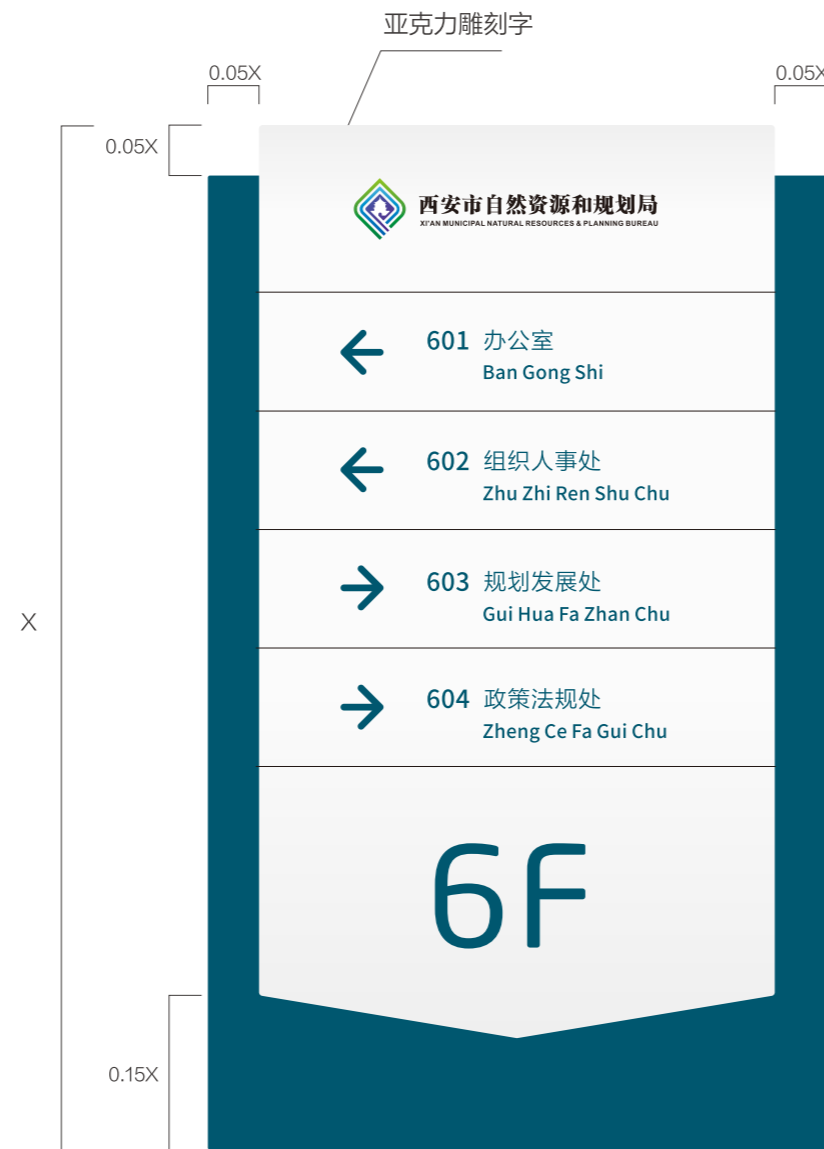 亚克力雕刻字
0.05X
0.05X
0.05X
西安市自然资源和规划局
XI'AN MUNICIPAL NATURAL RESOURCES & PLANNING BUREAU
601 办公室
Ban Gong Shi
602 组织人事处
Zhu Zhi Ren Shu Chu
603 规划发展处
Gui Hua Fa Zhan Chu
X
604 政策法规处
Zheng Ce Fa Gui Chu
6F
0.15X